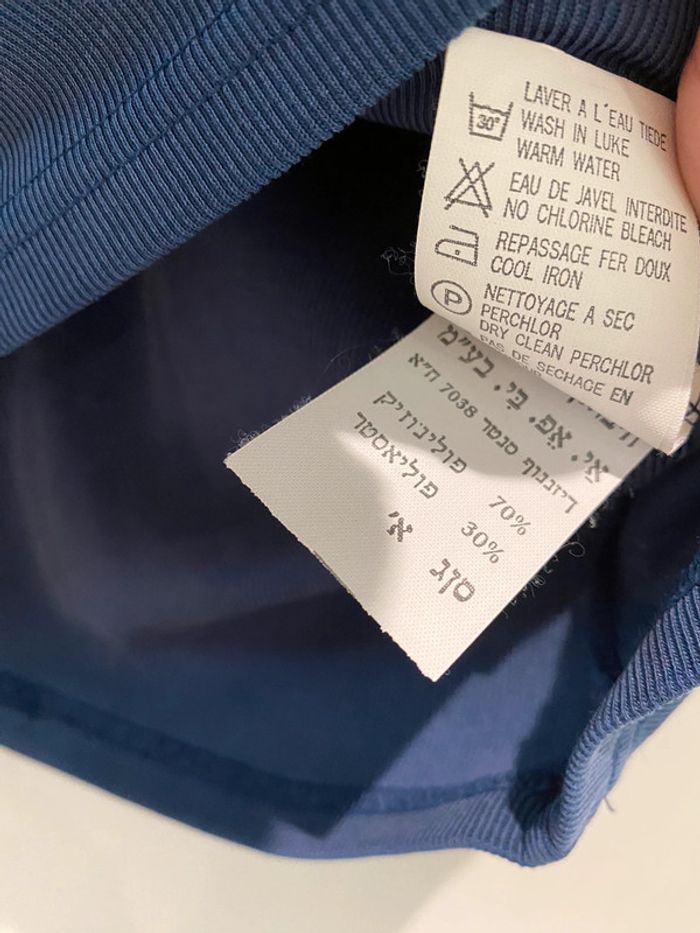 30°
LAVER A L'EAU TIEDE
WASH IN LUKE
WARM WATER
EAU DE JAVEL INTERDITE
NO CHLORINE BLEACH
REPASSAGE FER DOUX
COOL IRON
P
NETTOYAGE A SEC
PERCHLOR
DRY CLEAN PERCHLOR
PAS DE SECHAGE EN
אי. אפ. בי. בע״מ
דיזנגוף סנטר 7038 ת״א
70% פולינוזיק
30% פוליאסטר
סוג א׳